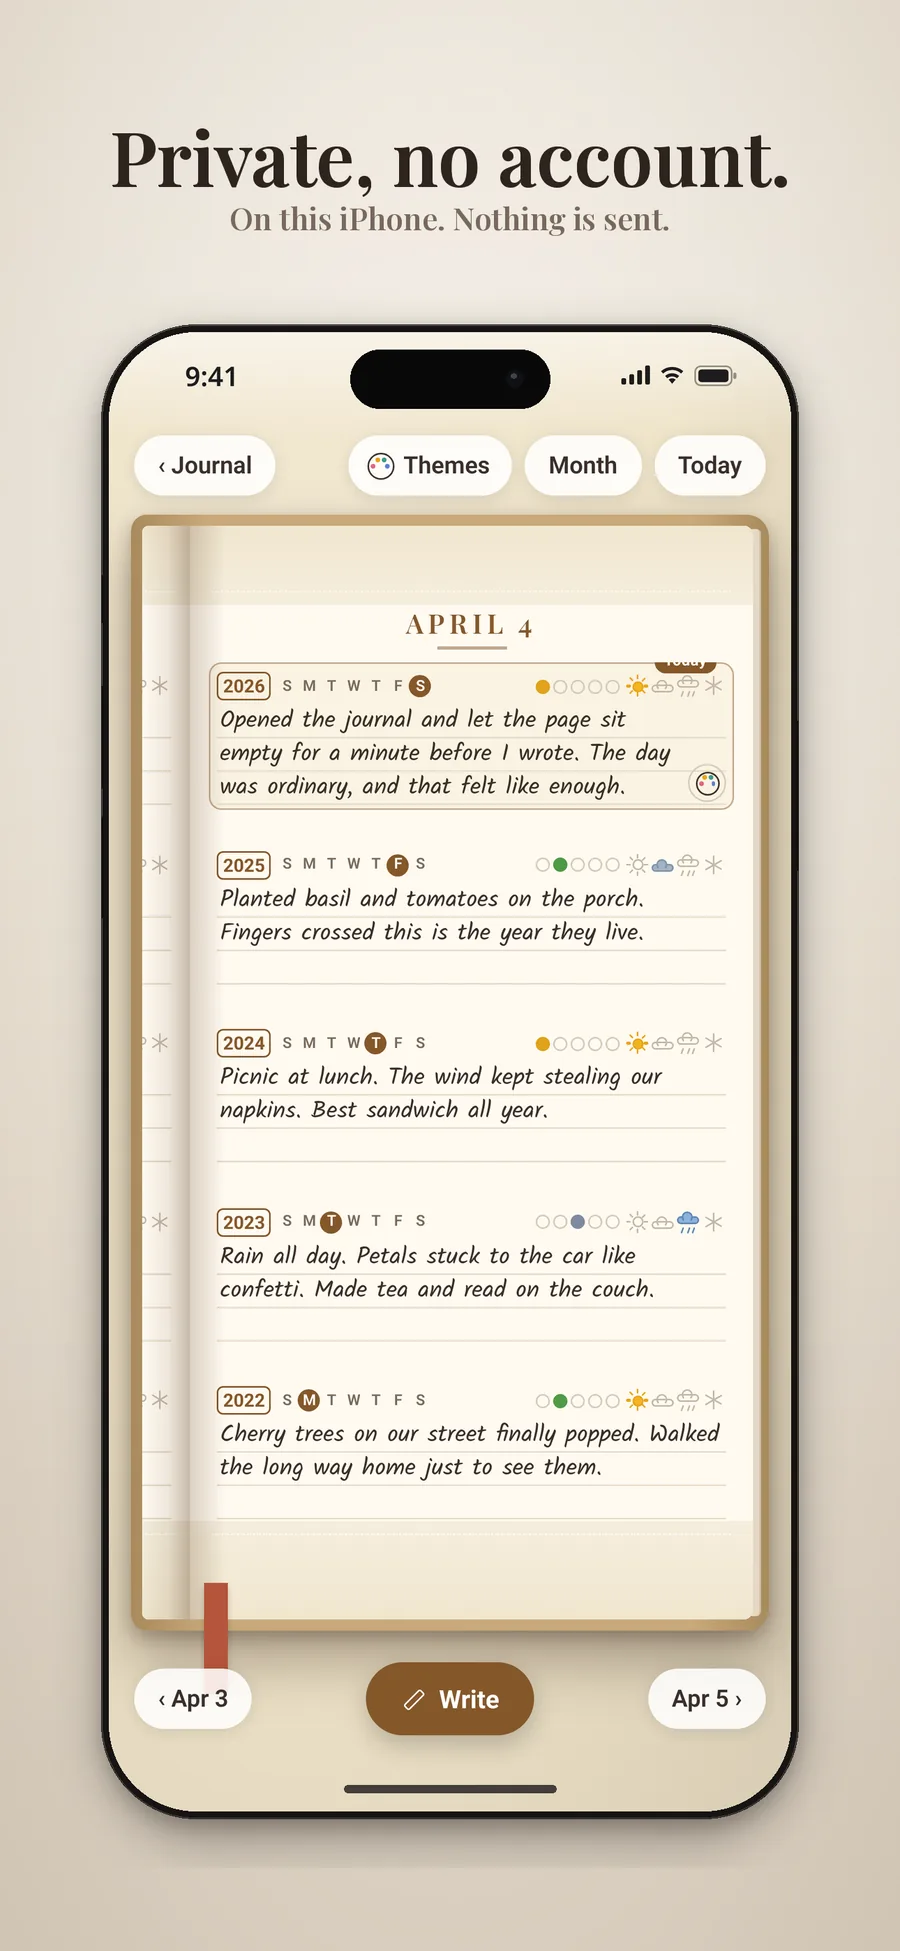 Private, no account.
On this iPhone. Nothing is sent.
9:41
‹ Journal
Themes
Month
Today
APRIL 4
Today
2026 S M T W T F S
Opened the journal and let the page sit
empty for a minute before I wrote. The day
was ordinary, and that felt like enough.
2025 S M T W T F S
Planted basil and tomatoes on the porch.
Fingers crossed this is the year they live.
2024 S M T W T F S
Picnic at lunch. The wind kept stealing our
napkins. Best sandwich all year.
2023 S M T W T F S
Rain all day. Petals stuck to the car like
confetti. Made tea and read on the couch.
2022 S M T W T F S
Cherry trees on our street finally popped. Walked
the long way home just to see them.
‹ Apr 3
Write
Apr 5 ›